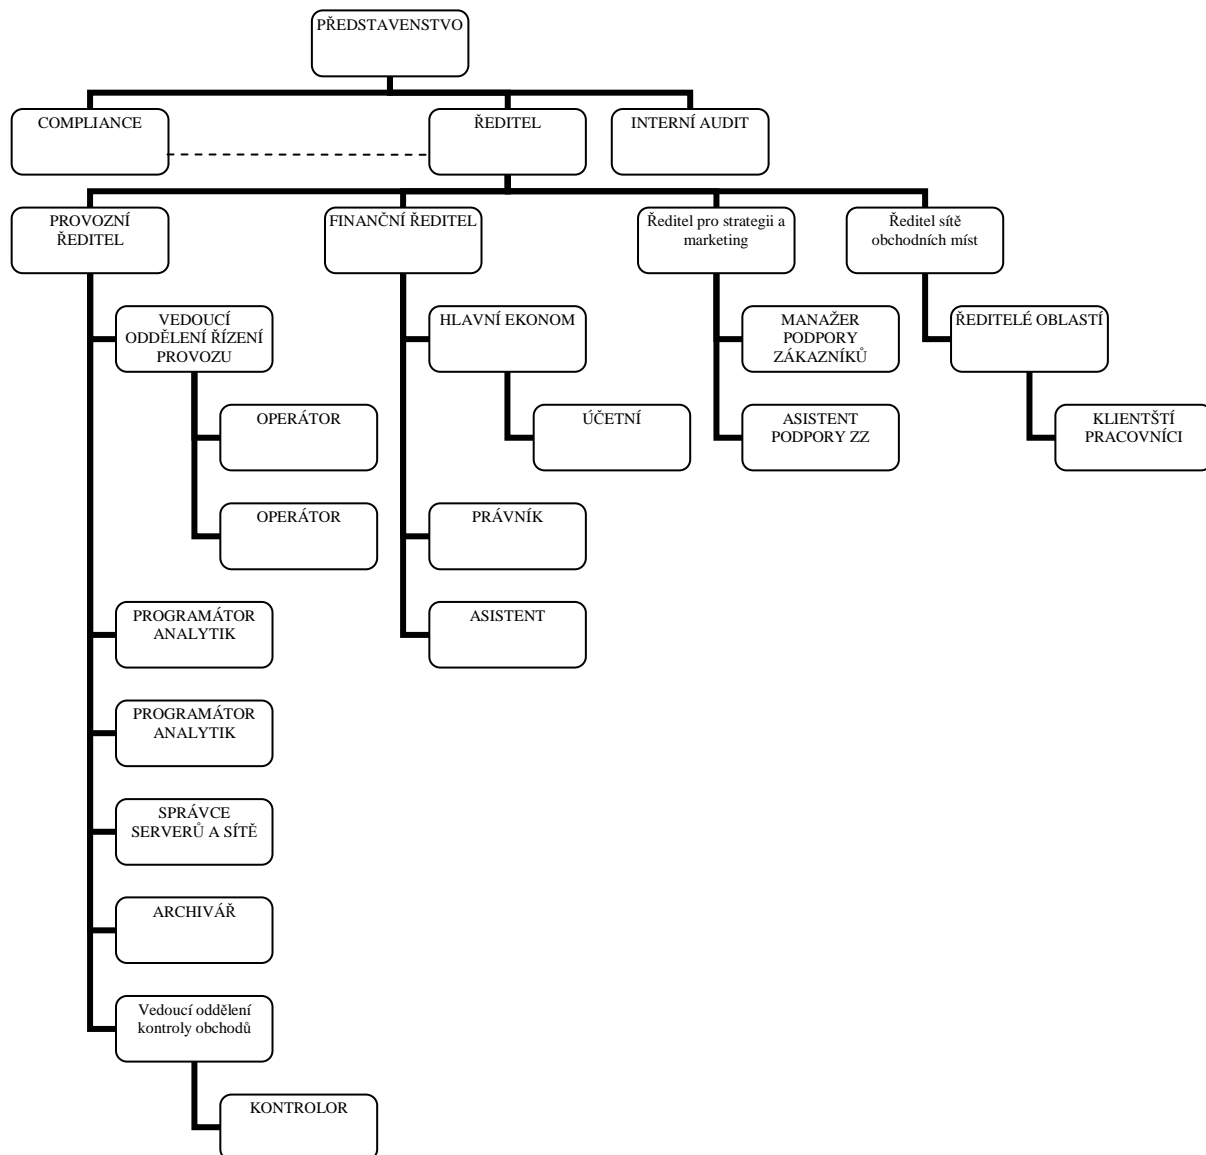 PŘEDSTAVENSTVO
COMPLIANCE
ŘEDITEL
INTERNÍ AUDIT
PROVOZNÍ
ŘEDITEL
FINANČNÍ ŘEDITEL
Ředitel pro strategii a
marketing
Ředitel sítě
obchodních míst
VEDOUCÍ
ODDĚLENÍ ŘÍZENÍ
PROVOZU
HLAVNÍ EKONOM
MANAŽER
PODPORY
ZÁKAZNÍKŮ
ŘEDITELÉ OBLASTÍ
OPERÁTOR
ÚČETNÍ
ASISTENT
PODPORY ZZ
KLIENTŠTÍ
PRACOVNÍCI
OPERÁTOR
PRÁVNÍK
PROGRAMÁTOR
ANALYTIK
ASISTENT
PROGRAMÁTOR
ANALYTIK
SPRÁVCE
SERVERŮ A SÍTĚ
ARCHIVÁŘ
Vedoucí oddělení
kontroly obchodů
KONTROLOR